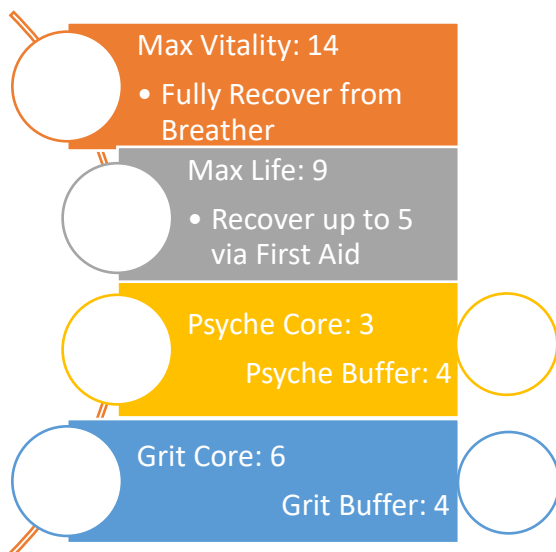 Max Vitality: 14
• Fully Recover from
Breather
Max Life: 9
• Recover up to 5
via First Aid
Psyche Core: 3
Psyche Buffer: 4
Grit Core: 6
Grit Buffer: 4